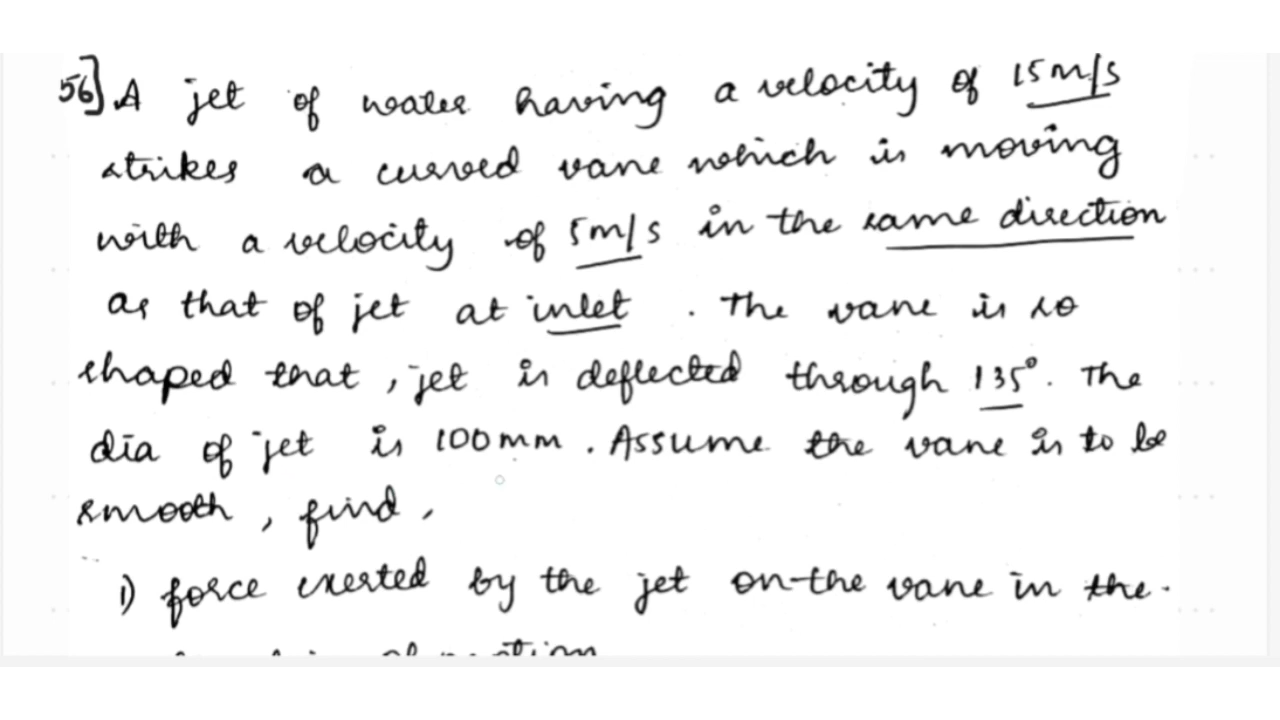 56] A jet of water having a velocity of 15m/s
strikes a curved vane which is moving
with a velocity of 5m/s in the same direction
as that of jet at inlet . The vane is so
shaped that , jet is deflected through 135°. The
dia of jet is 100mm . Assume the vane is to be
smooth , find ,
1) force exerted by the jet on the vane in the
of motion